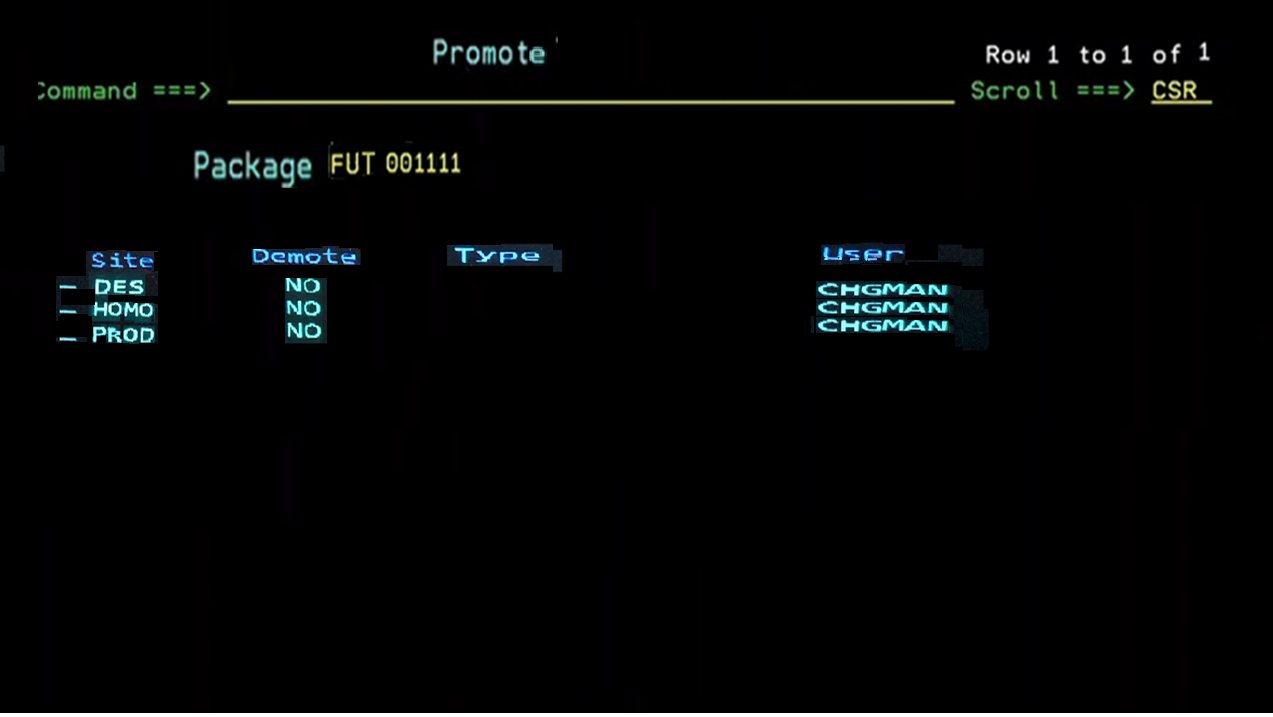 Promote
Row 1 to 1 of 1
Command ===> Scroll ===> CSR
Package FUT 001111
Site Demote Type User
_ DES NO CHGMAN
_ HOMO NO CHGMAN
_ PROD NO CHGMAN